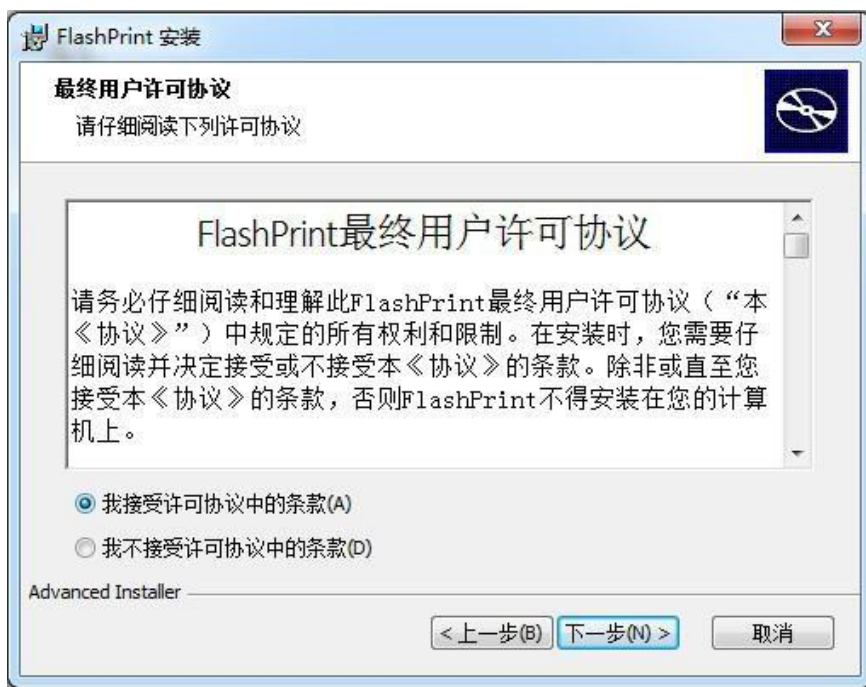 FlashPrint 安装
最终用户许可协议
请仔细阅读下列许可协议
FlashPrint最终用户许可协议
请务必仔细阅读和理解此FlashPrint最终用户许可协议（“本
《协议》”）中规定的所有权利和限制。在安装时，您需要仔
细阅读并决定接受或不接受本《协议》的条款。除非或直至您
接受本《协议》的条款，否则FlashPrint不得安装在您的计算
机上。
我接受许可协议中的条款(A)
我不接受许可协议中的条款(D)
Advanced Installer
< 上一步(B) 下一步(N) > 取消